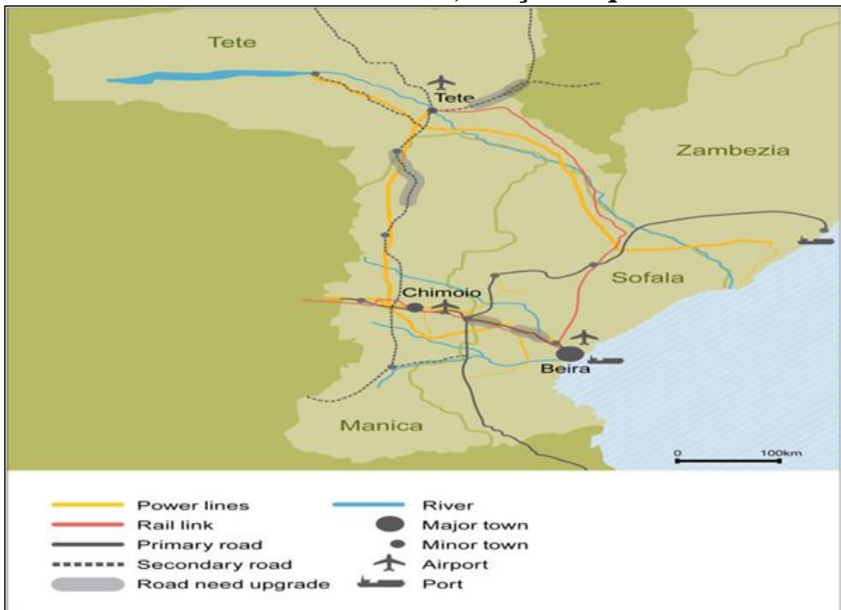 Tete
Tete
Zambezia
Sofala
Chimoio
Beira
Manica
0 100km
Power lines
Rail link
Primary road
Secondary road
Road need upgrade
River
Major town
Minor town
Airport
Port